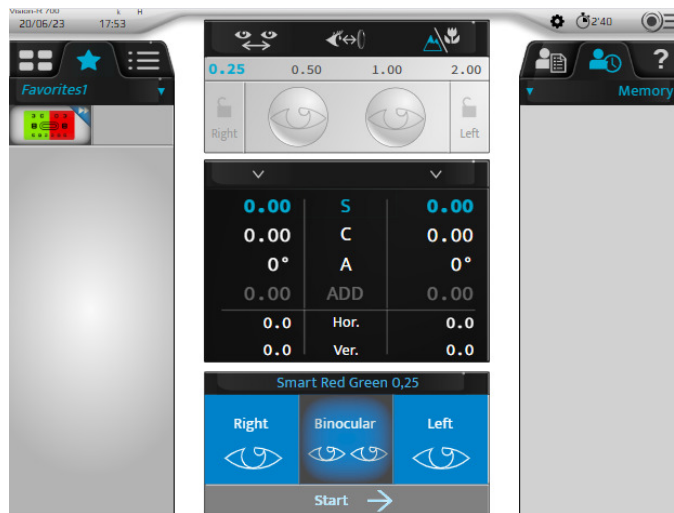 Vision-R 700
k H
20/06/23 17:53
2'40
Favorites1
0.25 0.50 1.00 2.00
Right Left
?
Memory
0.00 S 0.00
0.00 C 0.00
0° A 0°
0.00 ADD 0.00
0.0 Hor. 0.0
0.0 Ver. 0.0
Smart Red Green 0,25
Right Binocular Left
Start